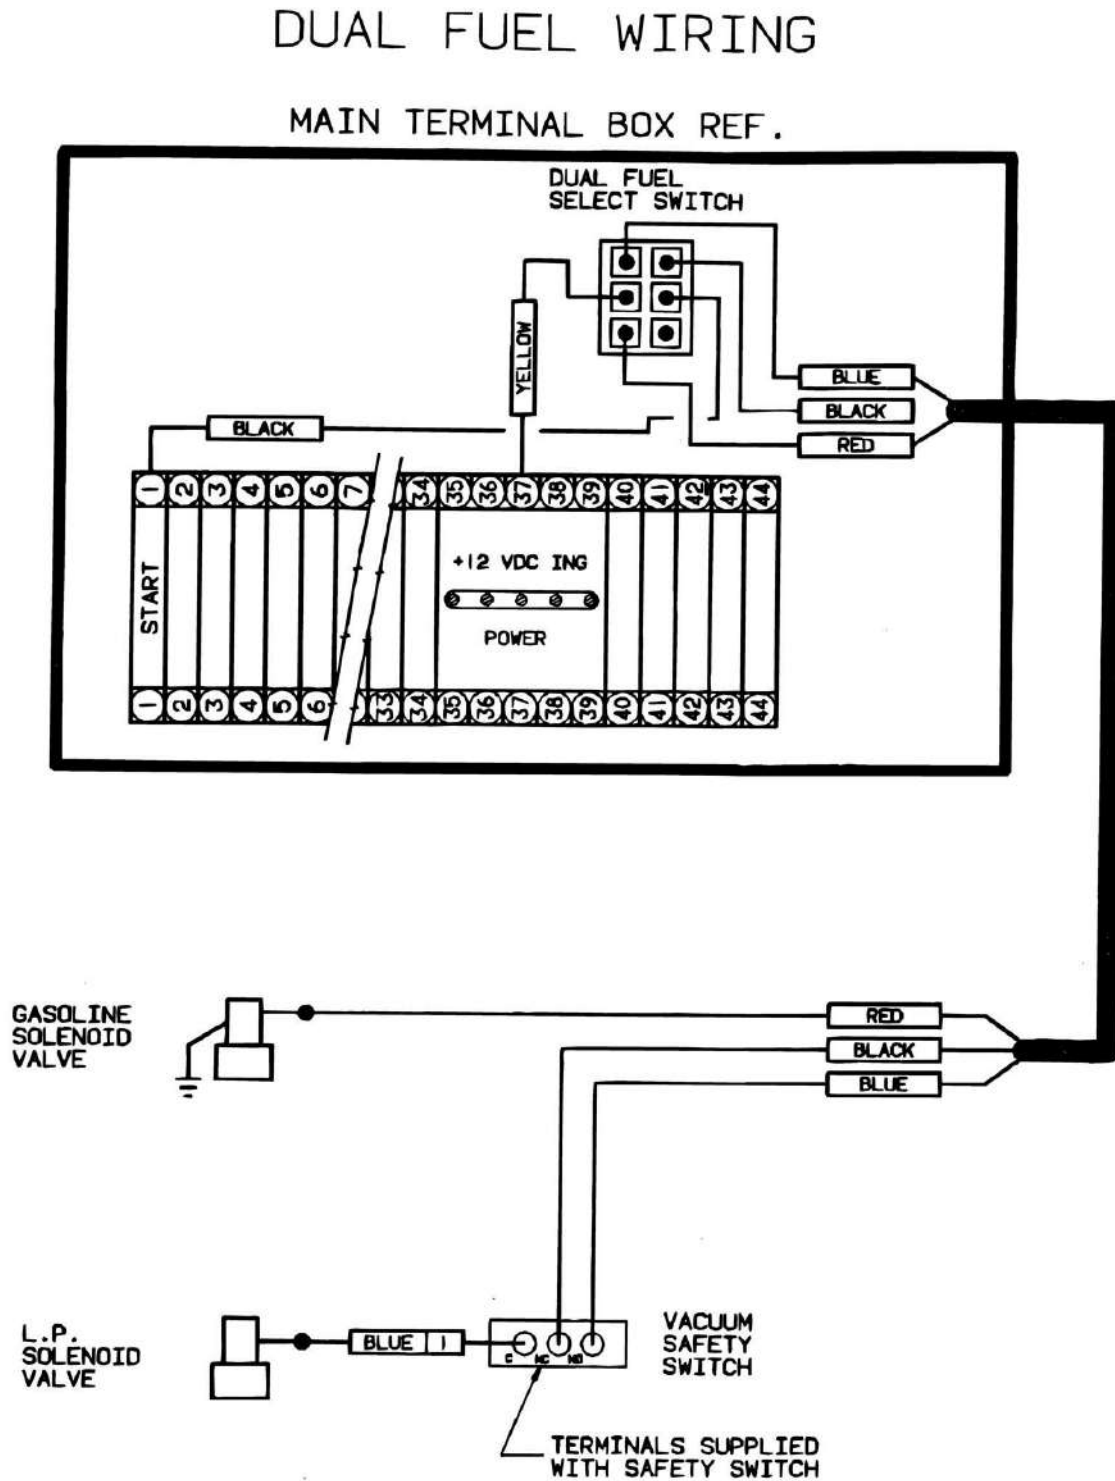 DUAL FUEL WIRING
MAIN TERMINAL BOX REF.
DUAL FUEL
SELECT SWITCH
YELLOW
BLUE
BLACK
RED
BLACK
1 2 3 4 5 6 7 34 35 36 37 38 39 40 41 42 43 44
START
+12 VDC ING
POWER
1 2 3 4 5 6 33 34 35 36 37 38 39 40 41 42 43 44
GASOLINE
SOLENOID
VALVE
RED
BLACK
BLUE
L.P.
SOLENOID
VALVE
BLUE 1
C NC NO
VACUUM
SAFETY
SWITCH
TERMINALS SUPPLIED
WITH SAFETY SWITCH